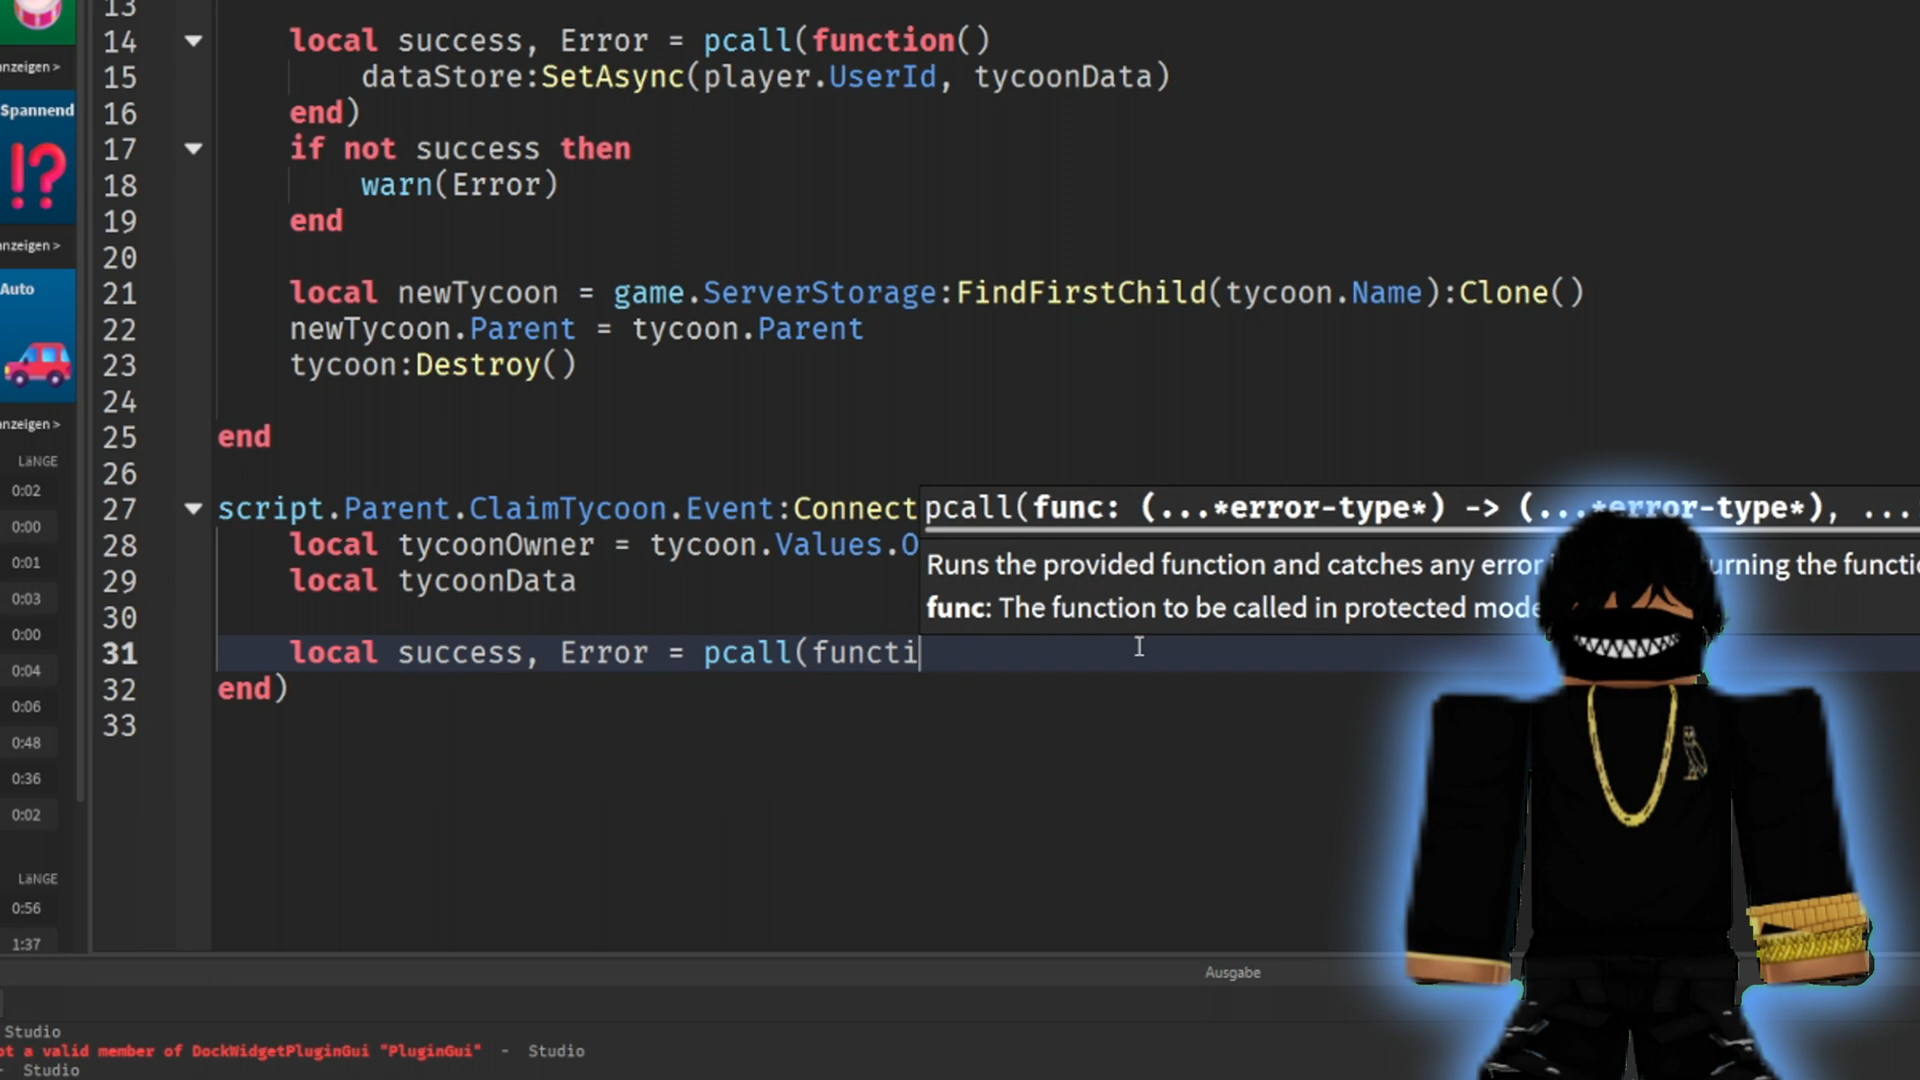 13
14 local success, Error = pcall(function()
15 dataStore:SetAsync(player.UserId, tycoonData)
16 end)
17 if not success then
18 warn(Error)
19 end
20
21 local newTycoon = game.ServerStorage:FindFirstChild(tycoon.Name):Clone()
22 newTycoon.Parent = tycoon.Parent
23 tycoon:Destroy()
24
25 end
26
27 script.Parent.ClaimTycoon.Event:Connect
28 local tycoonOwner = tycoon.Values.O
29 local tycoonData
30
31 local success, Error = pcall(functi
32 end)
33
pcall(func: (...*error-type*) -> (...*error-type*), ...
Runs the provided function and catches any error
func: The function to be called in protected mode
anzeigen >
Spannend
anzeigen >
Auto
anzeigen >
LäNGE
0:02
0:00
0:01
0:03
0:00
0:04
0:06
0:48
0:36
0:02
LäNGE
0:56
1:37
Ausgabe
Studio
a valid member of DockWidgetPluginGui "PluginGui" - Studio
- Studio